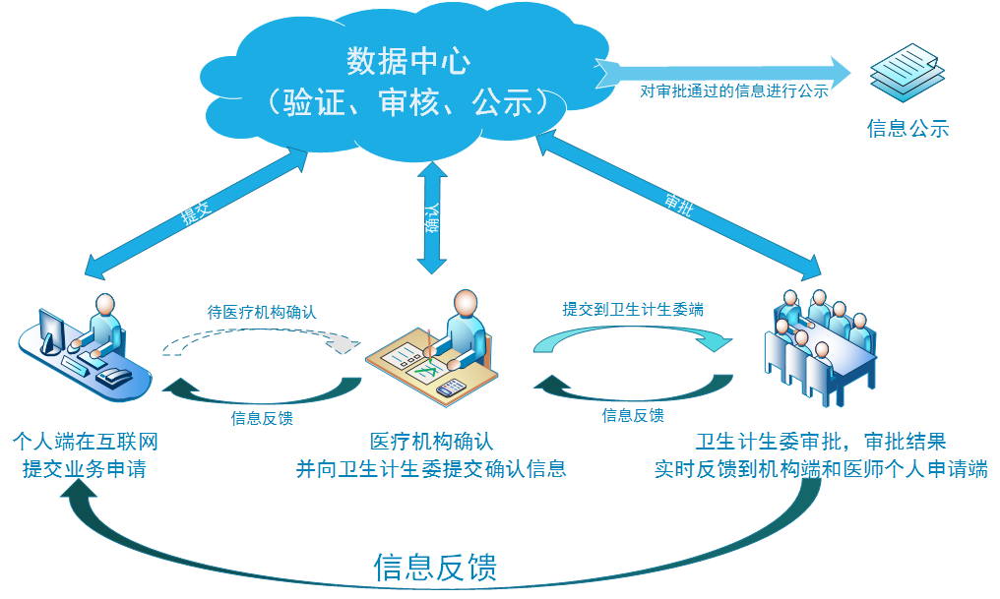 数据中心
（验证、审核、公示）
对审批通过的信息进行公示
信息公示
提交
确认
审批
待医疗机构确认
提交到卫生计生委端
信息反馈
信息反馈
个人端在互联网
提交业务申请
医疗机构确认
并向卫生计生委提交确认信息
卫生计生委审批，审批结果
实时反馈到机构端和医师个人申请端
信息反馈